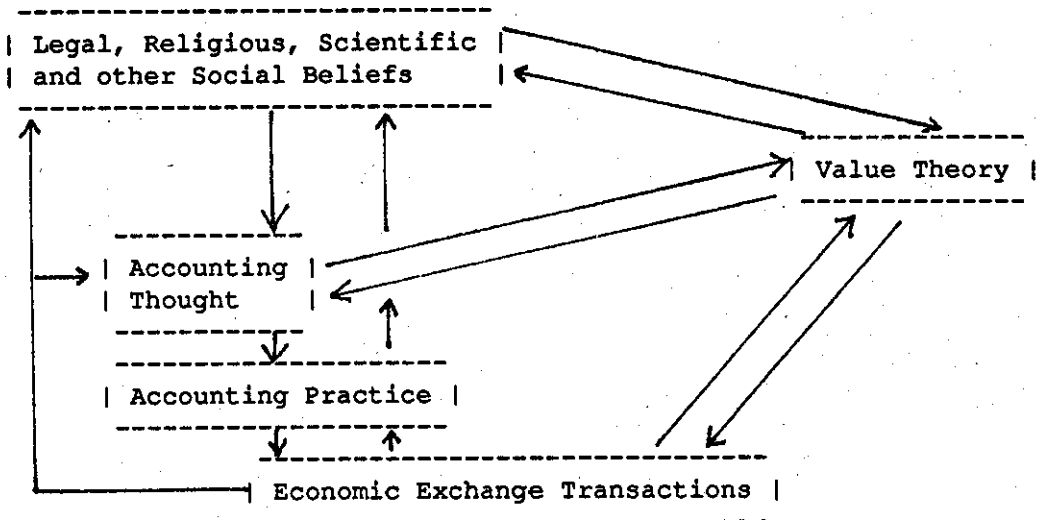 Legal, Religious, Scientific
and other Social Beliefs
Value Theory
Accounting
Thought
Accounting Practice
Economic Exchange Transactions